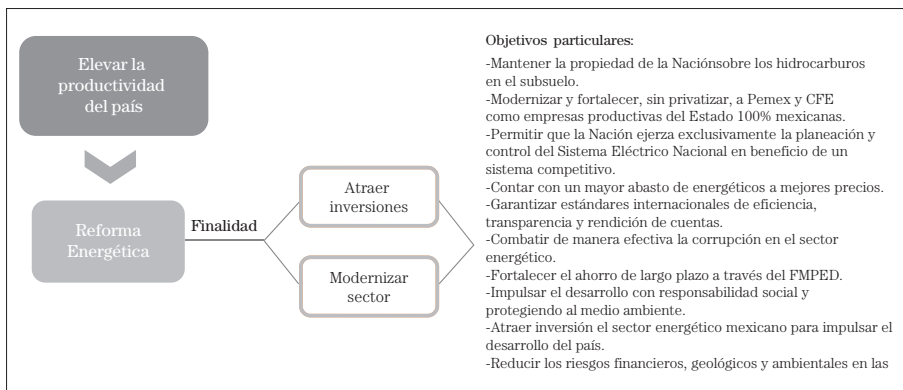 Elevar la
productividad
del país
Reforma
Energética
Finalidad
Atraer
inversiones
Modernizar
sector
Objetivos particulares:
-Mantener la propiedad de la Naciónsobre los hidrocarburos
en el subsuelo.
-Modernizar y fortalecer, sin privatizar, a Pemex y CFE
como empresas productivas del Estado 100% mexicanas.
-Permitir que la Nación ejerza exclusivamente la planeación y
control del Sistema Eléctrico Nacional en beneficio de un
sistema competitivo.
-Contar con un mayor abasto de energéticos a mejores precios.
-Garantizar estándares internacionales de eficiencia,
transparencia y rendición de cuentas.
-Combatir de manera efectiva la corrupción en el sector
energético.
-Fortalecer el ahorro de largo plazo a través del FMPED.
-Impulsar el desarrollo con responsabilidad social y
protegiendo al medio ambiente.
-Atraer inversión el sector energético mexicano para impulsar el
desarrollo del país.
-Reducir los riesgos financieros, geológicos y ambientales en las